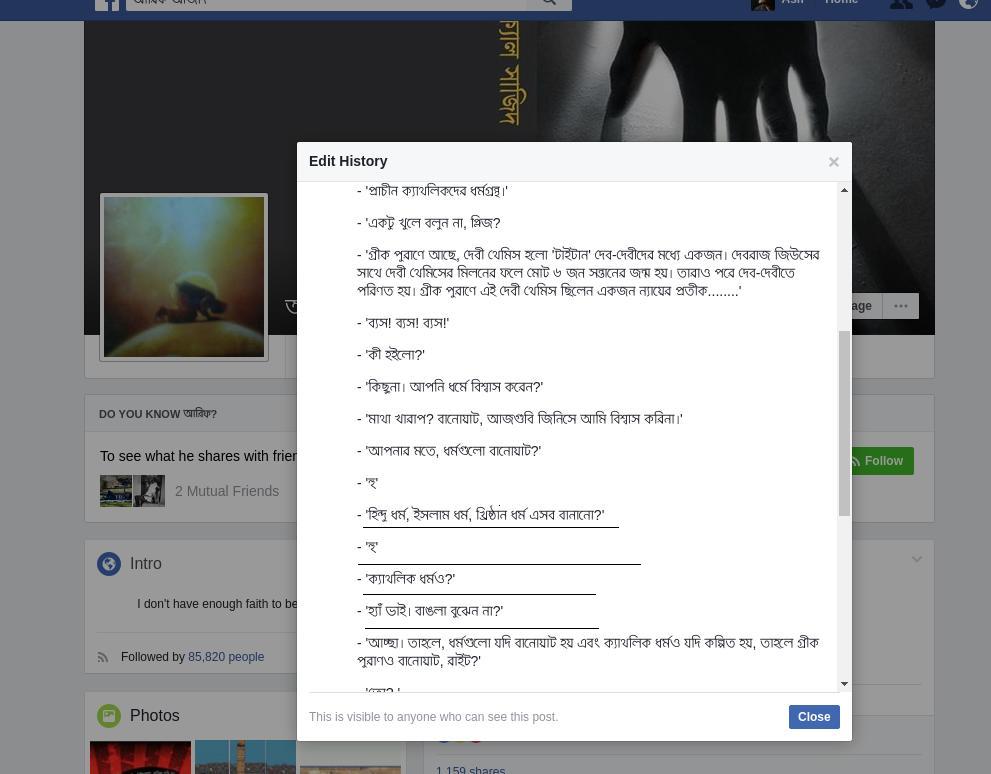 আরিফ আজাদ
Ash
Home
সাজিদ
Edit History
- 'প্রাচীন ক্যাথলিকদের ধর্মগ্রন্থ।'
- 'একটু খুলে বলুন না, প্লিজ?
- 'গ্রীক পুরাণে আছে, দেবী থেমিস হলো 'টাইটান' দেব-দেবীদের মধ্যে একজন। দেবরাজ জিউসের
সাথে দেবী থেমিসের মিলনের ফলে মোট ৬ জন সন্তানের জন্ম হয়। তারাও পরে দেব-দেবীতে
পরিণত হয়। গ্রীক পুরাণে এই দেবী থেমিস ছিলেন একজন ন্যায়ের প্রতীক........'
- 'ব্যস! ব্যস! ব্যস!'
- 'কী হইলো?'
- 'কিছুনা। আপনি ধর্মে বিশ্বাস করেন?'
- 'মাথা খারাপ? বানোয়াট, আজগুবি জিনিসে আমি বিশ্বাস করিনা।'
- 'আপনার মতে, ধর্মগুলো বানোয়াট?'
- 'হু'
- 'হিন্দু ধর্ম, ইসলাম ধর্ম, খ্রিষ্ঠান ধর্ম এসব বানানো?'
- 'হু'
- 'ক্যাথলিক ধর্মও?'
- 'হ্যাঁ ভাই। বাঙলা বুঝেন না?'
- 'আচ্ছা। তাহলে, ধর্মগুলো যদি বানোয়াট হয় এবং ক্যাথলিক ধর্মও যদি কল্পিত হয়, তাহলে গ্রীক
পুরাণও বানোয়াট, রাইট?'
This is visible to anyone who can see this post.
Close
age
DO YOU KNOW আরিফ?
To see what he shares with frien
2 Mutual Friends
Follow
Intro
I don't have enough faith to be
Followed by 85,820 people
Photos
1,159 shares